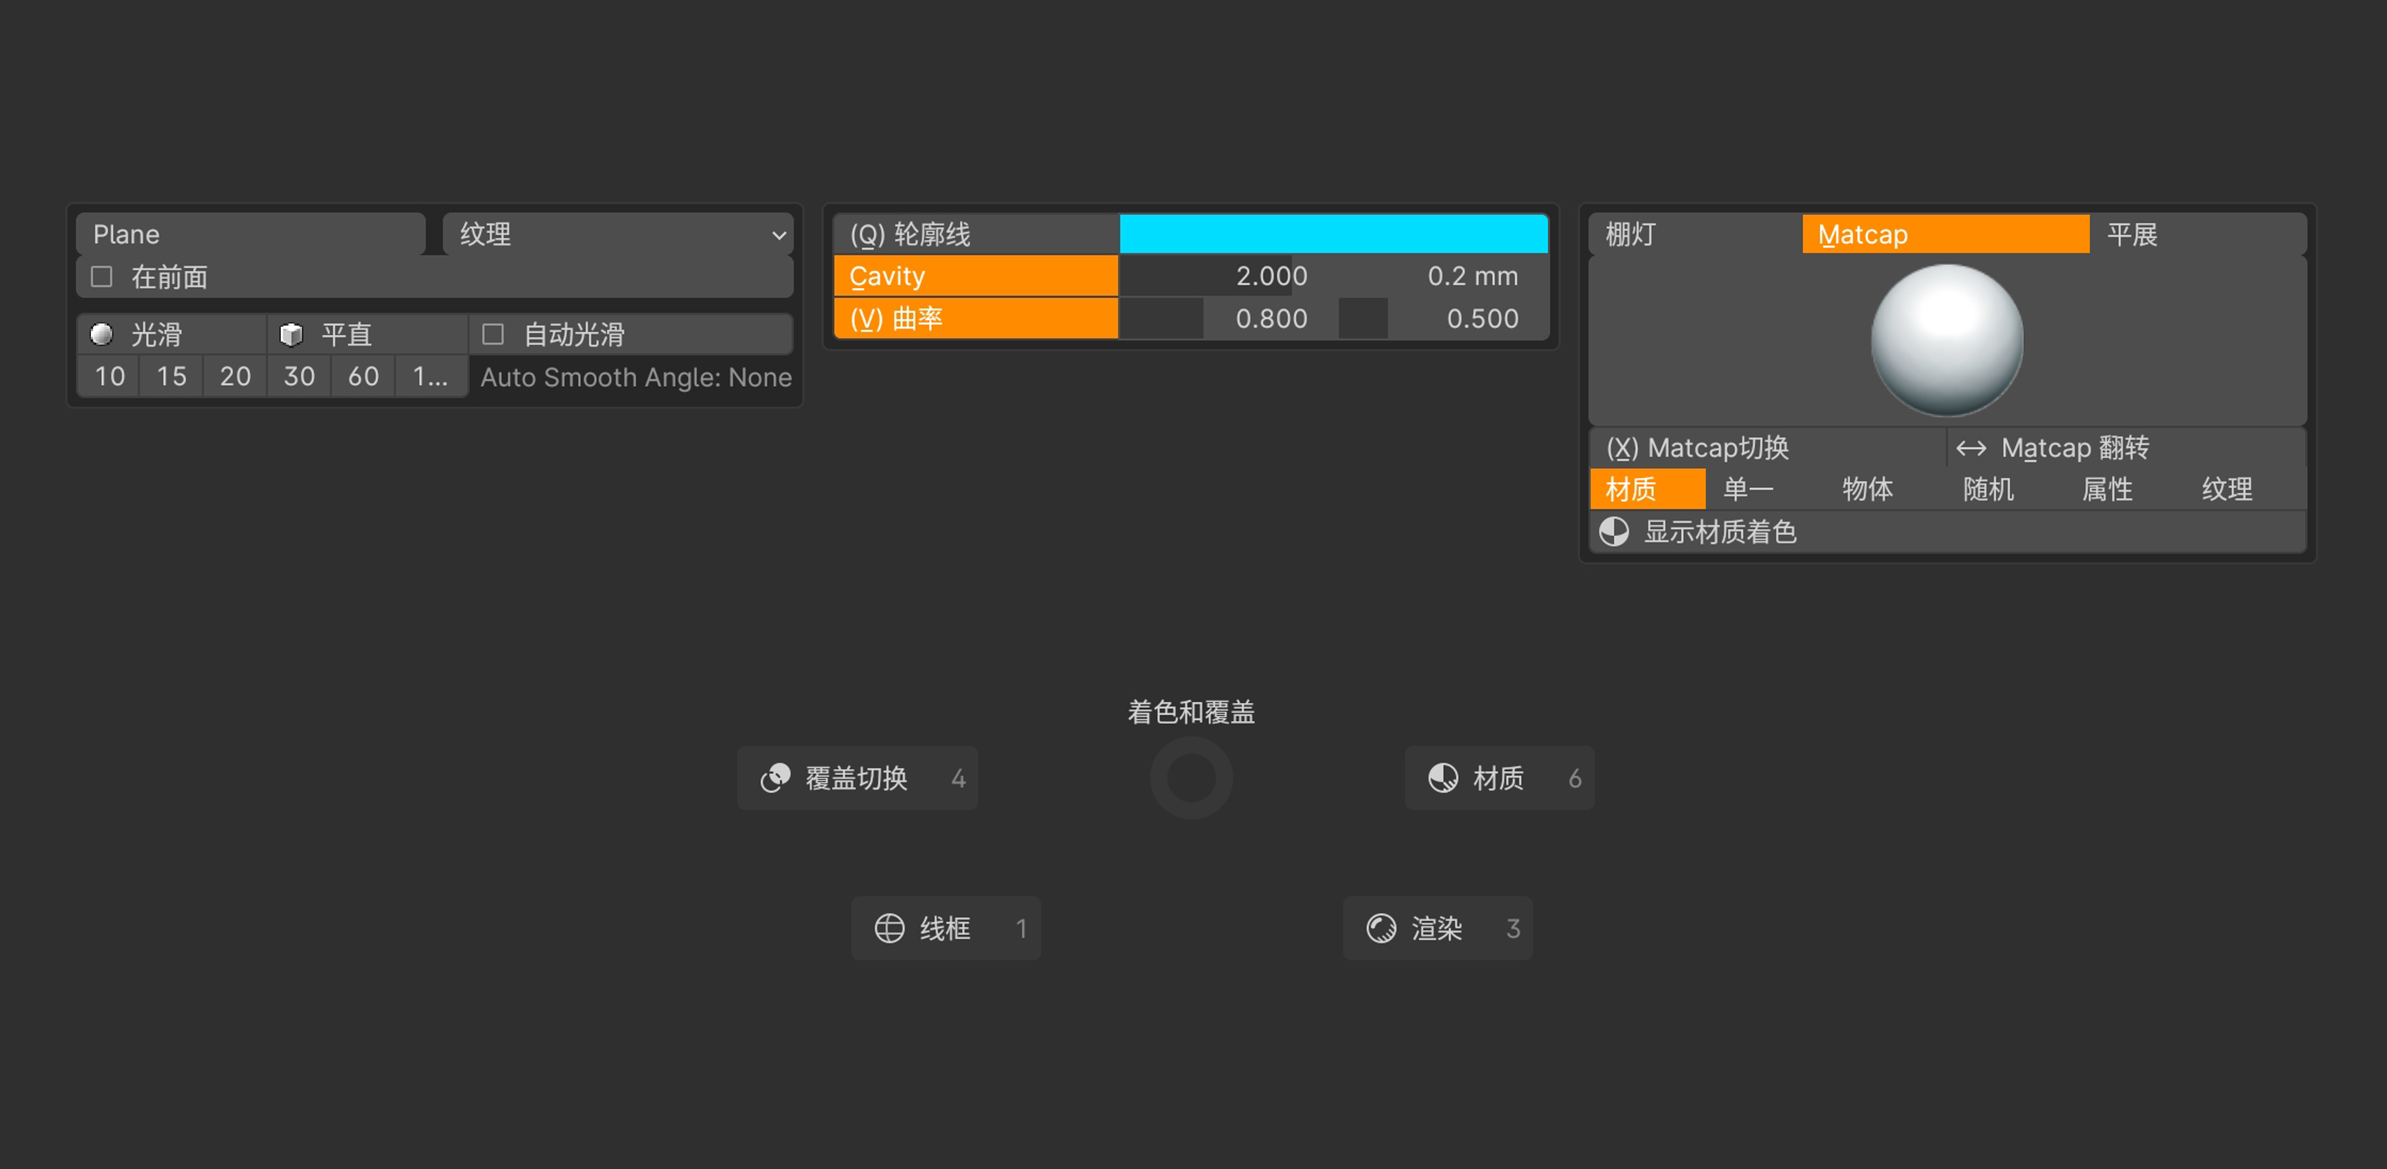 Plane 纹理
在前面
光滑 平直 自动光滑
10 15 20 30 60 1... Auto Smooth Angle: None
(Q) 轮廓线
Cavity 2.000 0.2 mm
(V) 曲率 0.800 0.500
棚灯 Matcap 平展
(X) Matcap切换 Matcap 翻转
材质 单一 物体 随机 属性 纹理
显示材质着色
着色和覆盖
覆盖切换 4
材质 6
线框 1
渲染 3